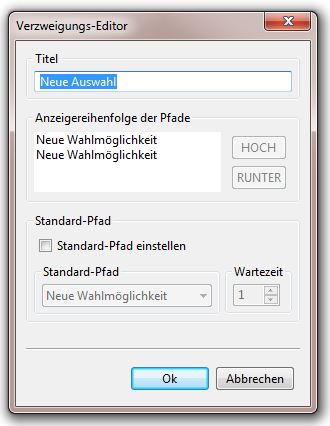 Verzweigungs-Editor
Titel
Neue Auswahl
Anzeigereihenfolge der Pfade
Neue Wahlmöglichkeit
Neue Wahlmöglichkeit
HOCH
RUNTER
Standard-Pfad
Standard-Pfad einstellen
Standard-Pfad
Neue Wahlmöglichkeit
Wartezeit
1
Ok
Abbrechen